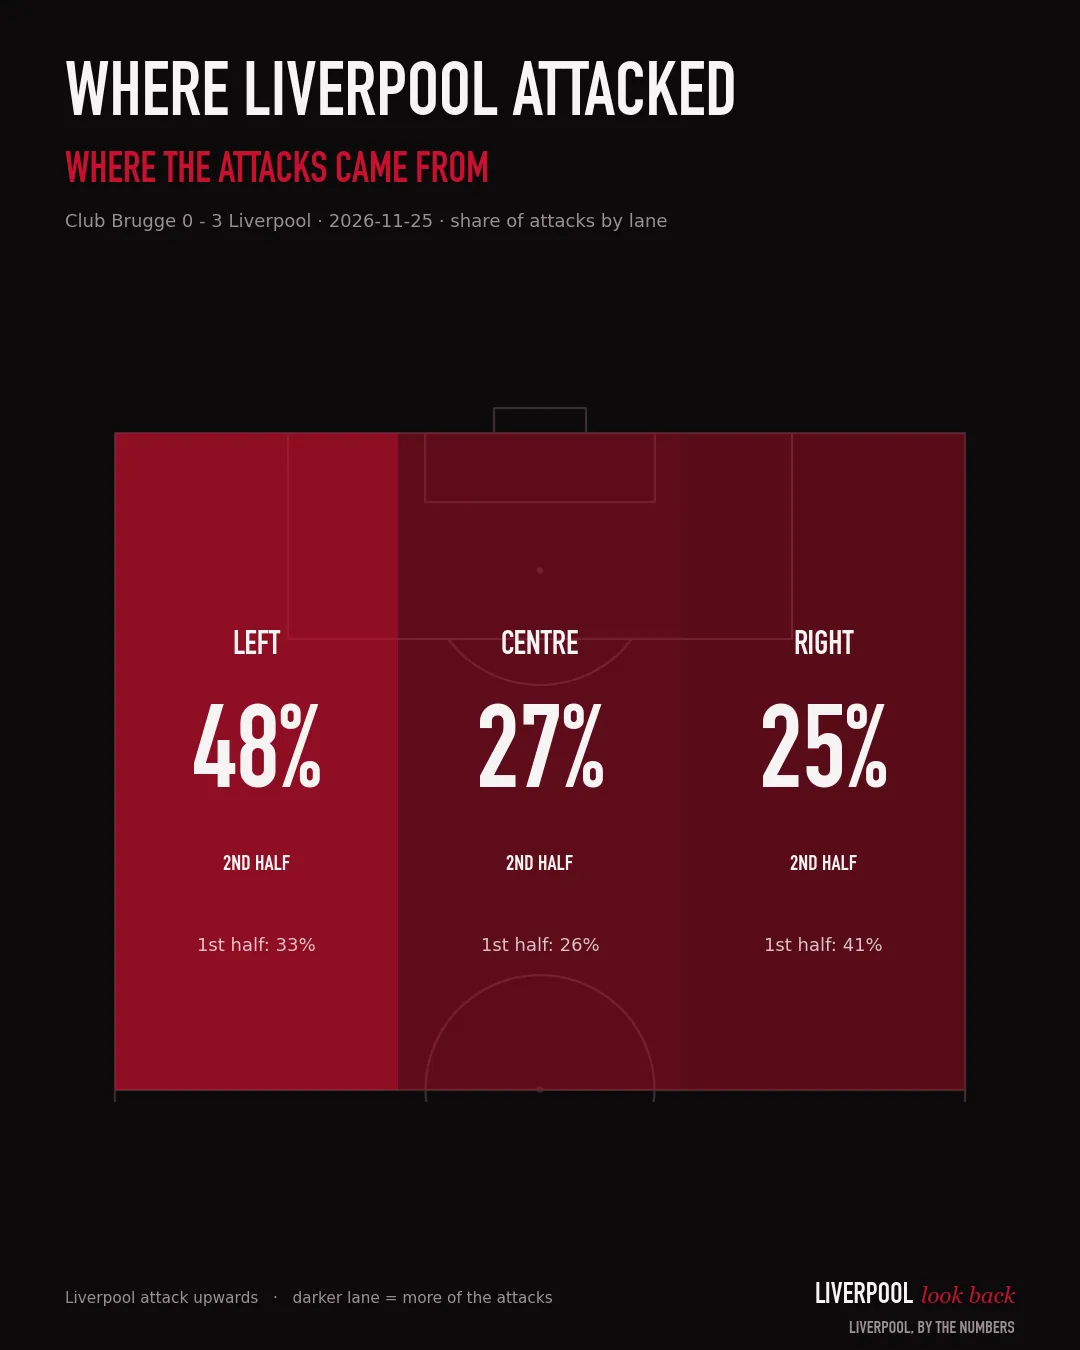 WHERE LIVERPOOL ATTACKED
WHERE THE ATTACKS CAME FROM
Club Brugge 0 - 3 Liverpool · 2026-11-25 · share of attacks by lane
LEFT
CENTRE
RIGHT
48%
27%
25%
2ND HALF
2ND HALF
2ND HALF
1st half: 33%
1st half: 26%
1st half: 41%
Liverpool attack upwards · darker lane = more of the attacks
LIVERPOOL look back
LIVERPOOL, BY THE NUMBERS